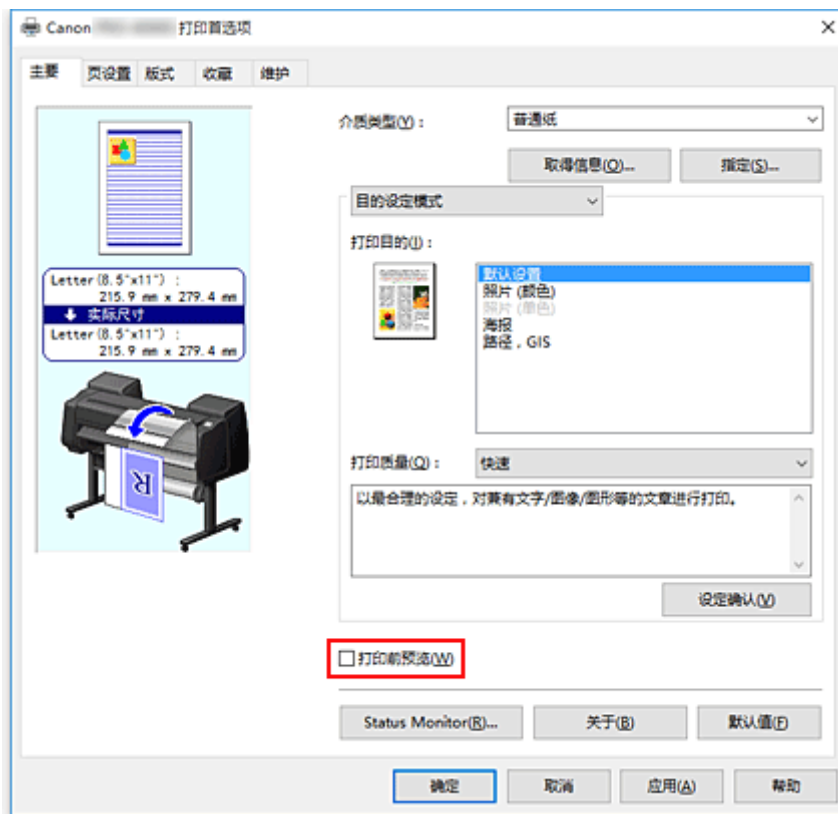 Canon 打印首选项
主要 页设置 版式 收藏 维护
介质类型(Y)：
普通纸
取得信息(O)...
指定(S)...
目的设定模式
打印目的(I)：
默认设置
照片 (颜色)
照片 (单色)
海报
路径，GIS
Letter(8.5"x11") :
215.9 mm x 279.4 mm
实际尺寸
Letter(8.5"x11") :
215.9 mm x 279.4 mm
R
打印质量(Q)：
快速
以最合理的设定，对兼有文字/图像/图形等的文章进行打印。
设定确认(V)
打印前预览(W)
Status Monitor(R)...
关于(B)
默认值(F)
确定
取消
应用(A)
帮助